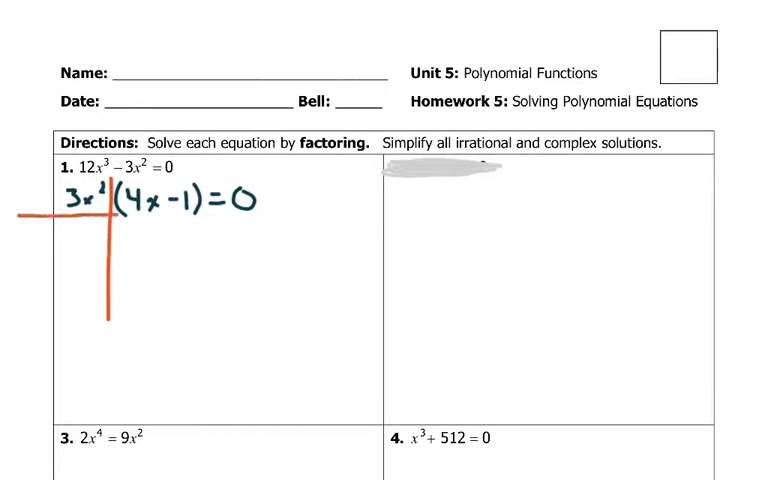 Name: Unit 5: Polynomial Functions
Date: Bell: Homework 5: Solving Polynomial Equations
Directions: Solve each equation by factoring. Simplify all irrational and complex solutions.
1. 12x³ − 3x² = 0
3x²(4x − 1) = 0
3. 2x⁴ = 9x²
4. x³ + 512 = 0